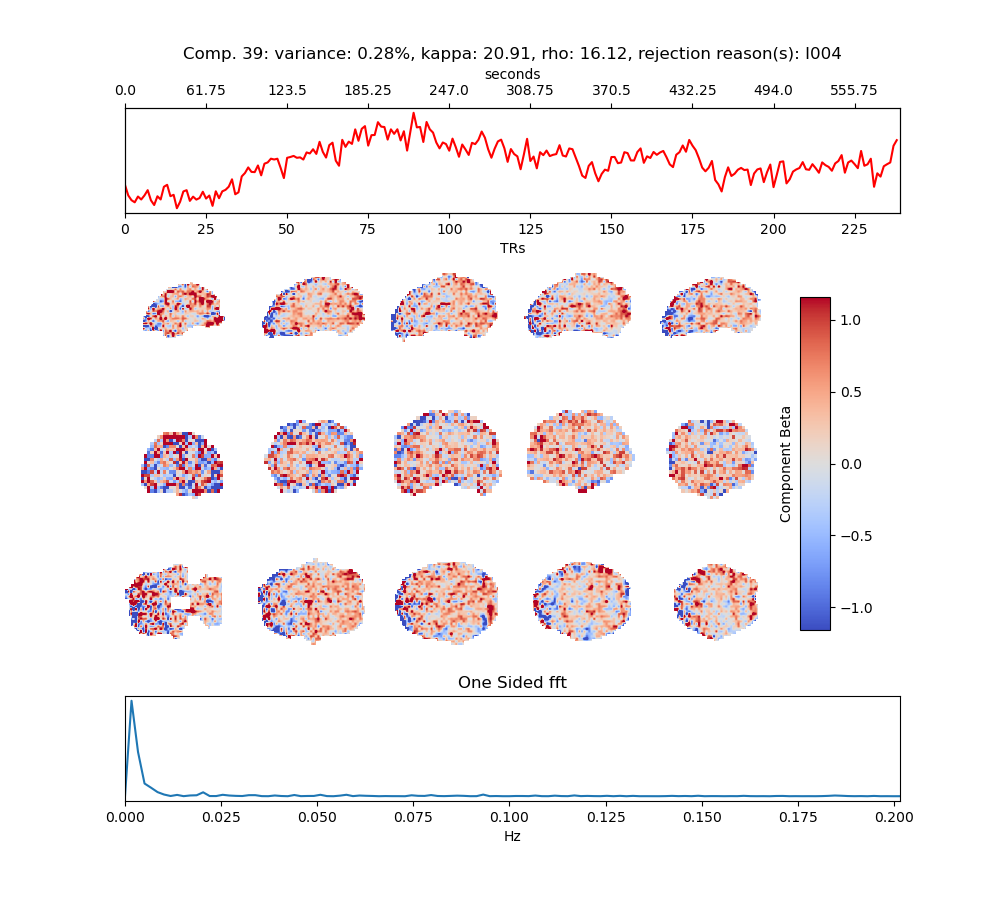 Comp. 39: variance: 0.28%, kappa: 20.91, rho: 16.12, rejection reason(s): I004
seconds
0.0 61.75 123.5 185.25 247.0 308.75 370.5 432.25 494.0 555.75
0 25 50 75 100 125 150 175 200 225
TRs
Component Beta
1.0
0.5
0.0
−0.5
−1.0
One Sided fft
0.000 0.025 0.050 0.075 0.100 0.125 0.150 0.175 0.200
Hz